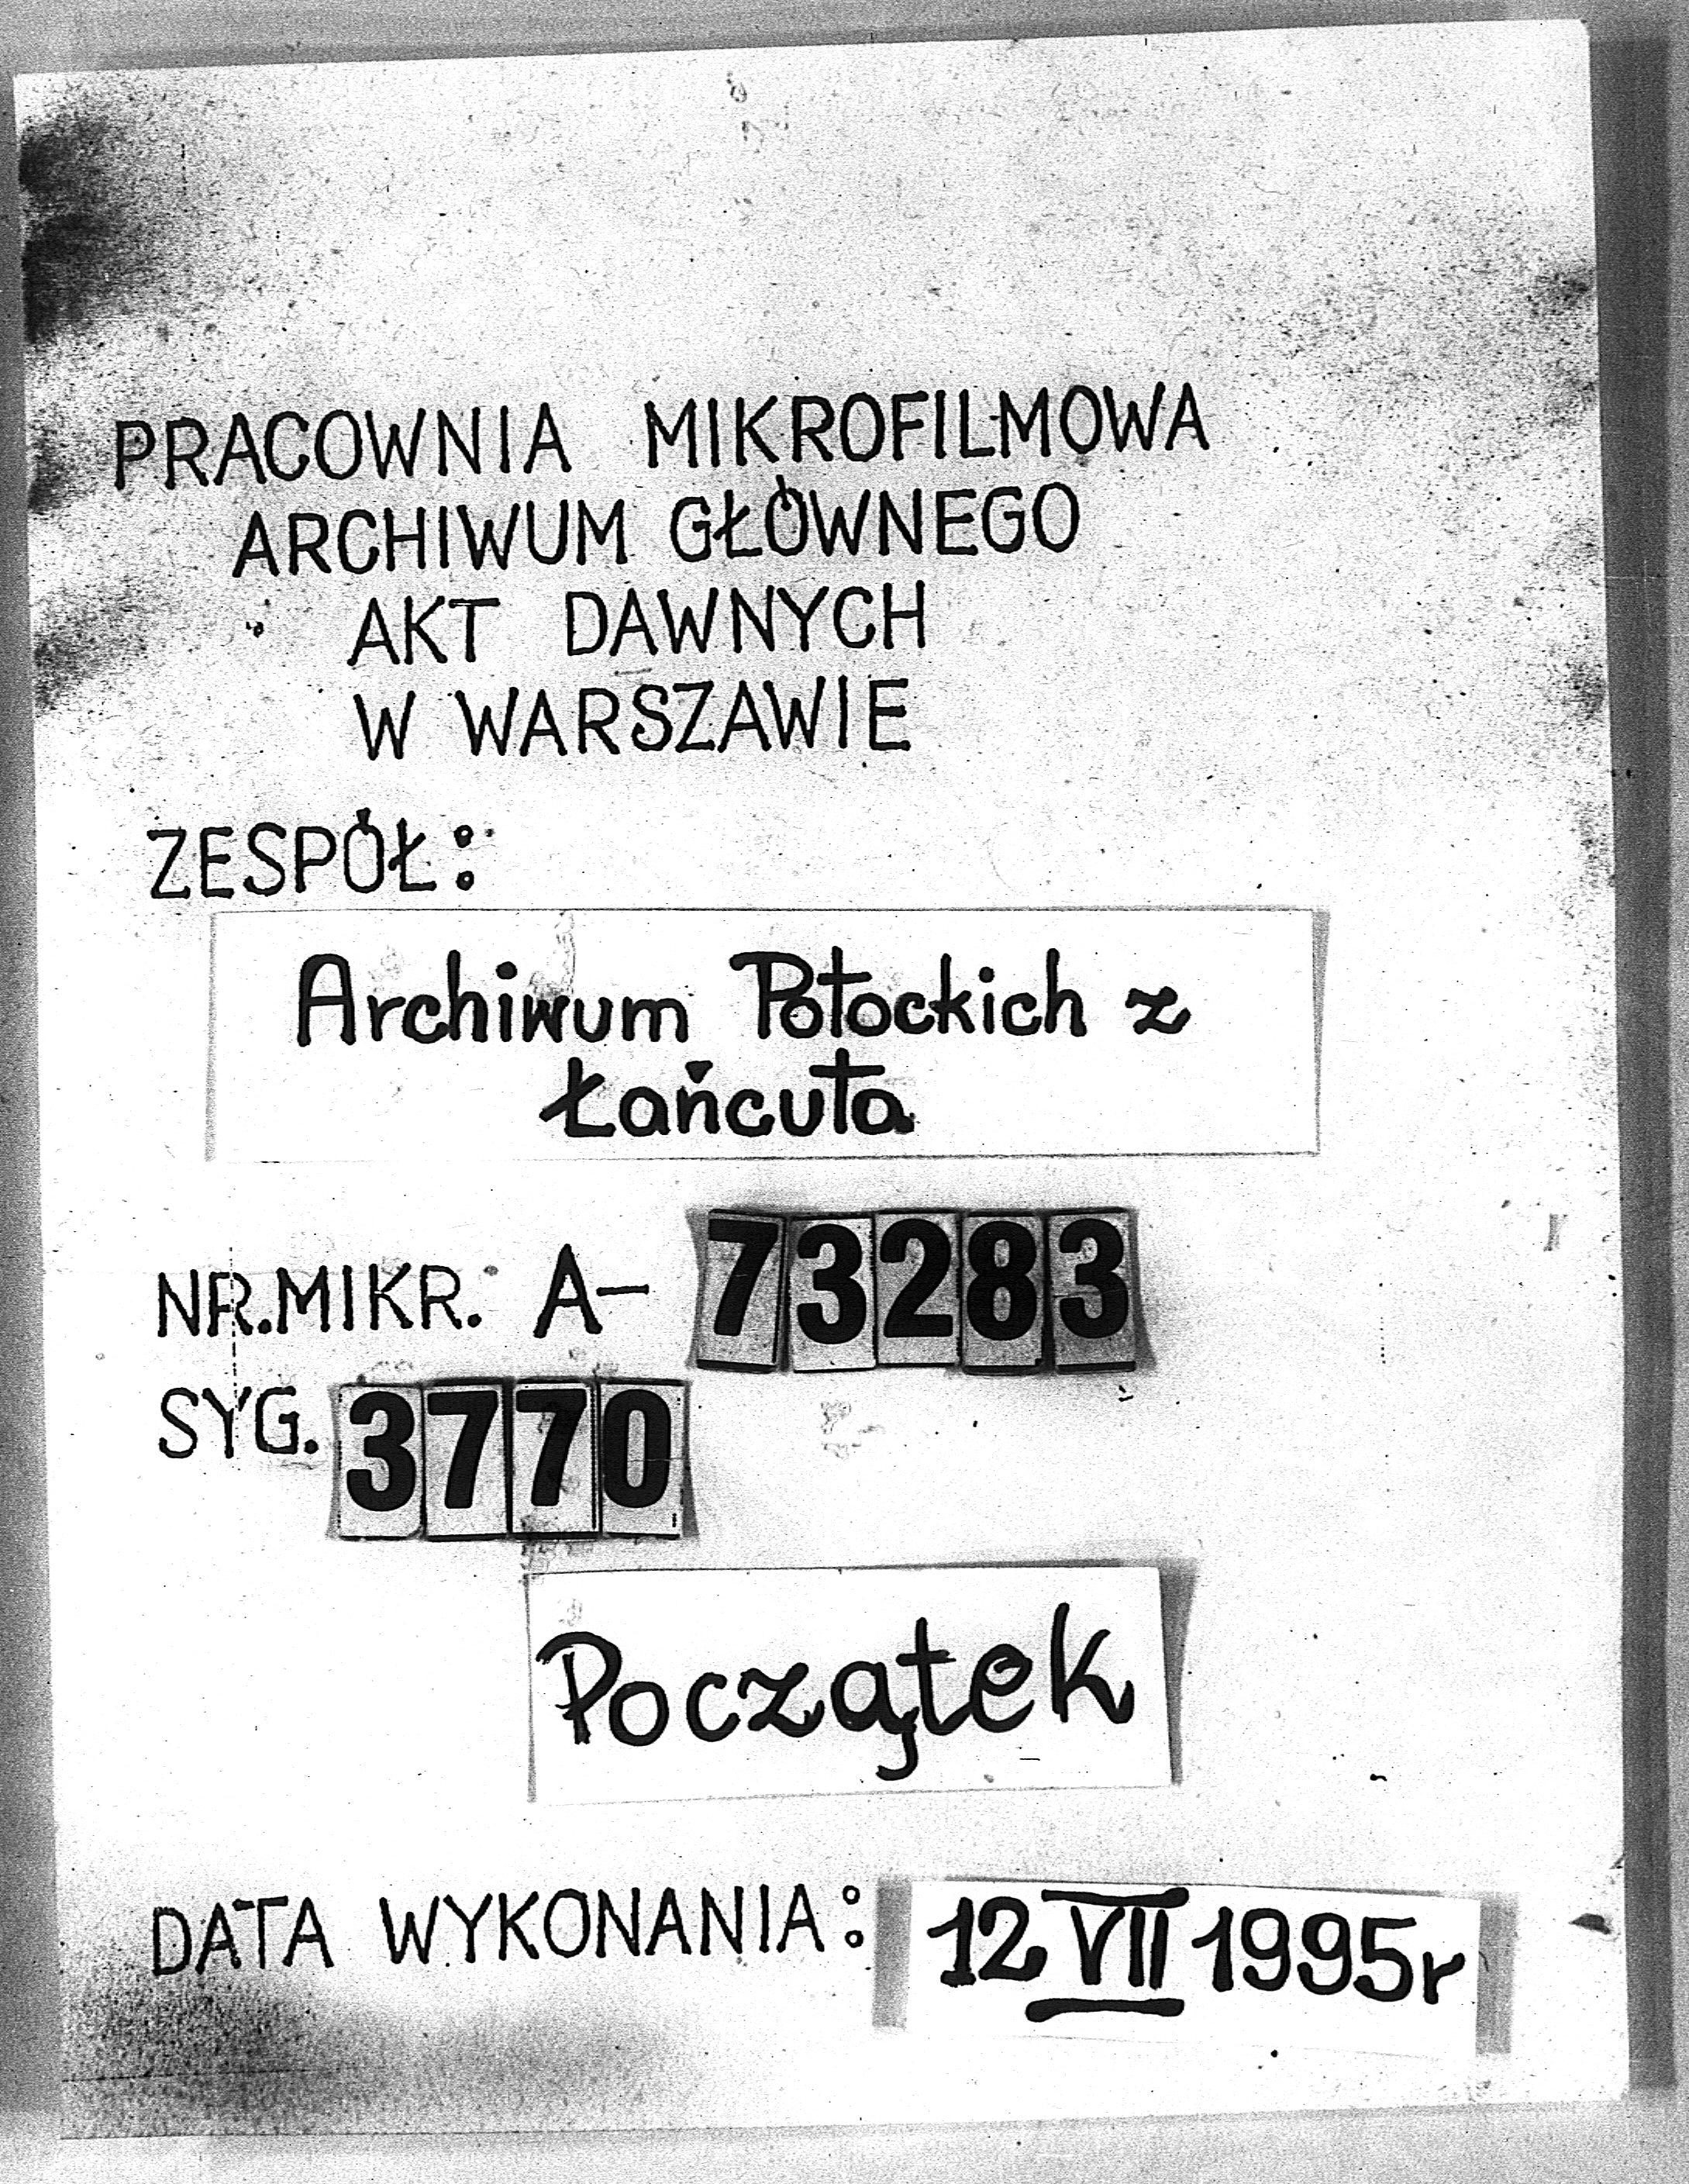 PRACOWNIA MIKROFILMOWA
ARCHIWUM GŁÓWNEGO
AKT DAWNYCH
W WARSZAWIE
ZESPÓŁ:
Archiwum Potockich z
Łańcuta
NR.MIKR. A- 73283
SYG. 3770
Początek
DATA WYKONANIA: 12 VII 1995r